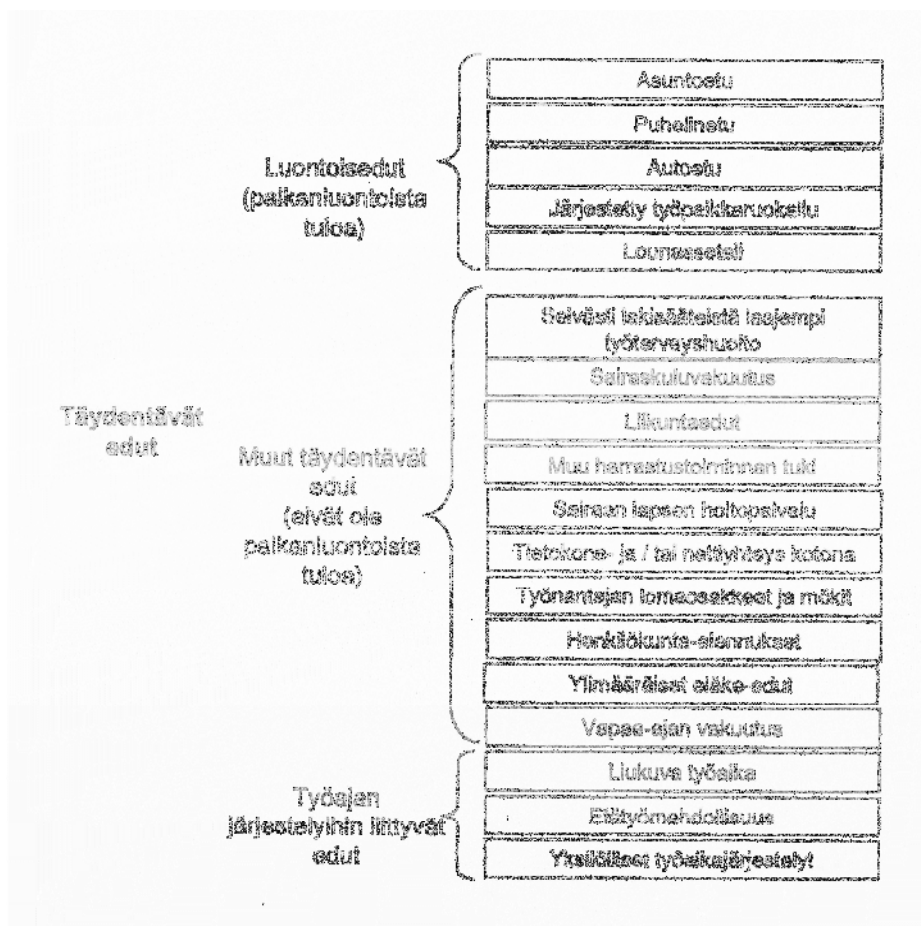 Täydentävät
edut
Luontoisedut
(palkanluontoista
tuloa)
Asuntoetu
Puhelinetu
Autoetu
Järjestetty työpaikkaruokailu
Lounasseteli
Muut täydentävät
edut
(eivät ole
palkanluontoista
tuloa)
Selvästi lakisääteistä laajempi
työterveyshuolto
Sairaskuluvakuutus
Liikuntaedut
Muu harrastustoiminnan tuki
Sairaan lapsen hoitopalvelu
Tietokone- ja / tai nettiyhteys kotona
Työnantajan lomaosakkeet ja mökit
Henkilökunta-alennukset
Ylimääräiset eläke-edut
Vapaa-ajan vakuutus
Työajan
järjestelyihin liittyvät
edut
Liukuva työaika
Etätyömahdollisuus
Yksilölliset työaikajärjestelyt